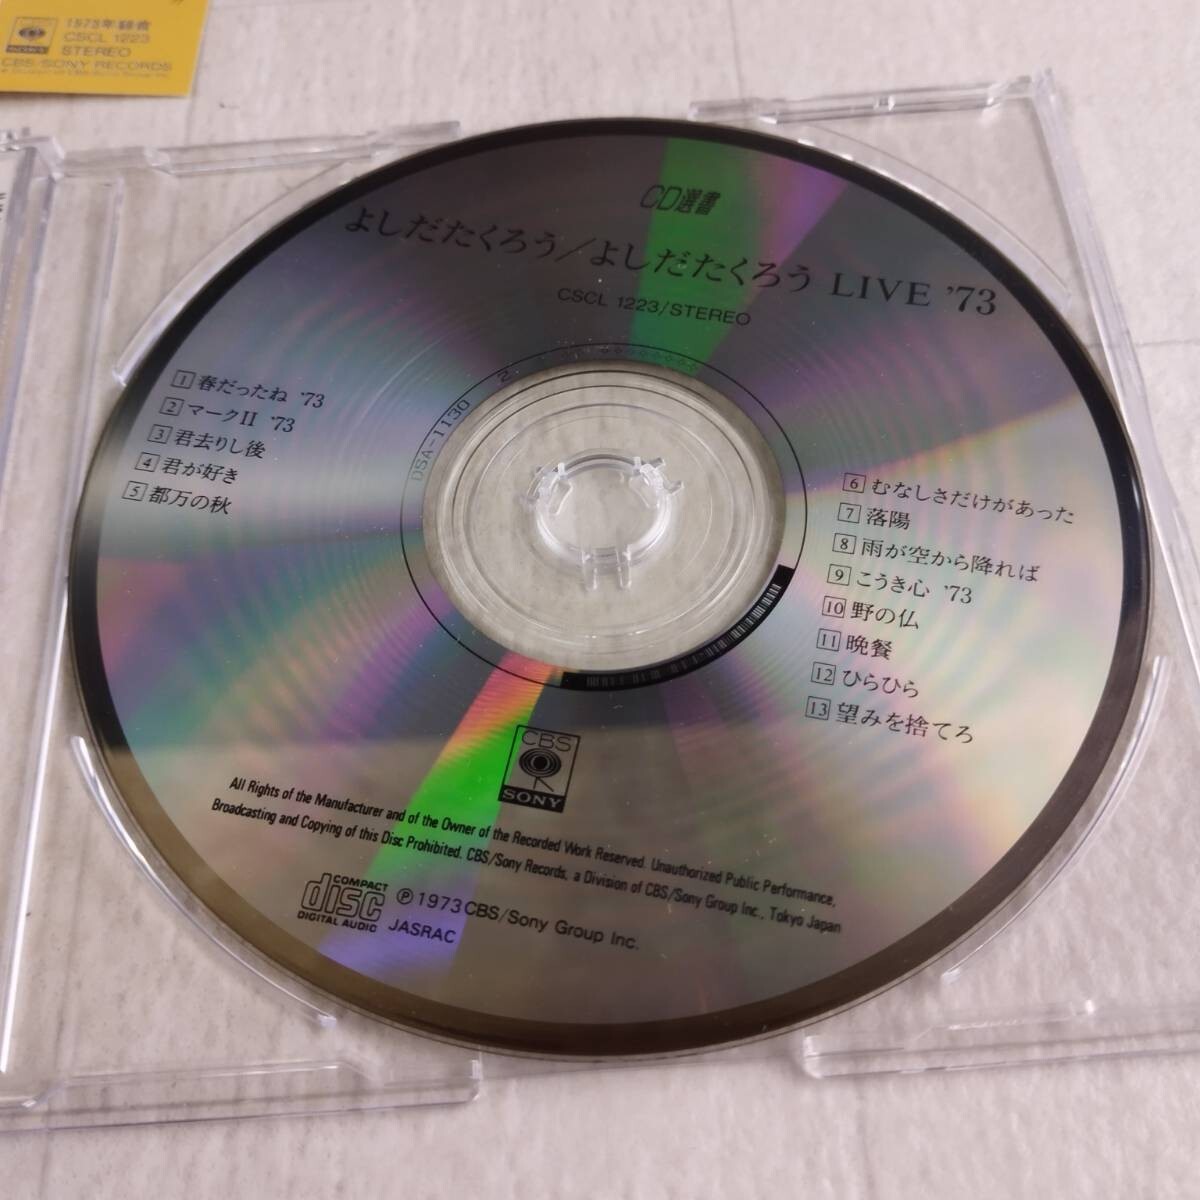 1973年録音
CSCL 1223
STEREO
CBS/SONY RECORDS
CD選書
よしだたくろう/よしだたくろう LIVE '73
CSCL 1223/STEREO
DSA-1130 2
1 春だったね '73
2 マークII '73
3 君去りし後
4 君が好き
5 都万の秋
6 むなしさだけがあった
7 落陽
8 雨が空から降れば
9 こうき心 '73
10 野の仏
11 晩餐
12 ひらひら
13 望みを捨てろ
CBS
SONY
All Rights of the Manufacturer and of the Owner of the Recorded Work Reserved. Unauthorized Public Performance,
Broadcasting and Copying of this Disc Prohibited. CBS/Sony Records, a Division of CBS/Sony Group Inc., Tokyo Japan
COMPACT
disc
DIGITAL AUDIO
JASRAC
℗1973 CBS/Sony Group Inc.